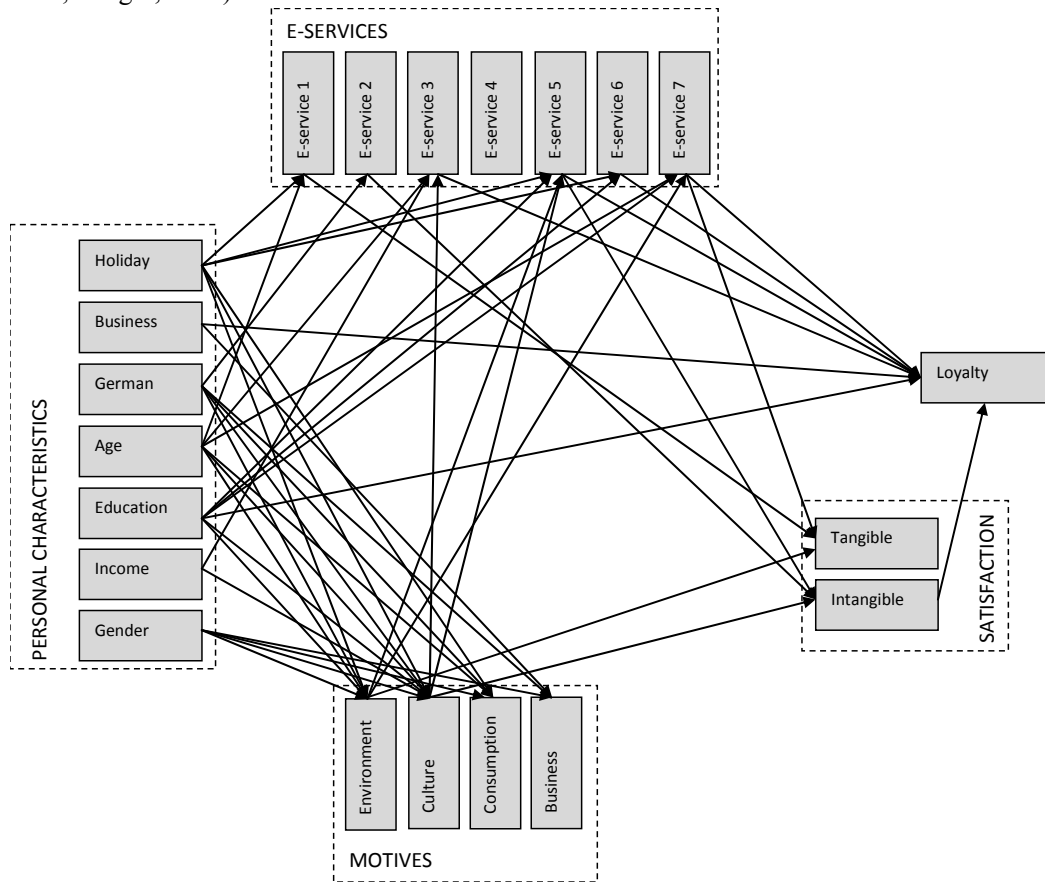 E-SERVICES
E-service 1
E-service 2
E-service 3
E-service 4
E-service 5
E-service 6
E-service 7
PERSONAL CHARACTERISTICS
Holiday
Business
German
Age
Education
Income
Gender
Loyalty
Tangible
Intangible
SATISFACTION
Environment
Culture
Consumption
Business
MOTIVES